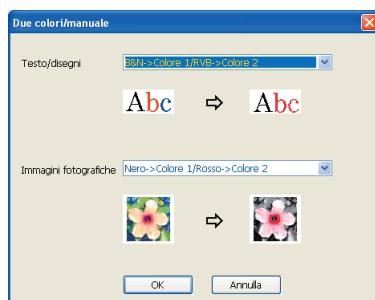 Due colori/manuale
Testo/disegni
B&N->Colore 1/RVB->Colore 2
Abc ⇨ Abc
Immagini fotografiche
Nero->Colore 1/Rosso->Colore 2
OK
Annulla